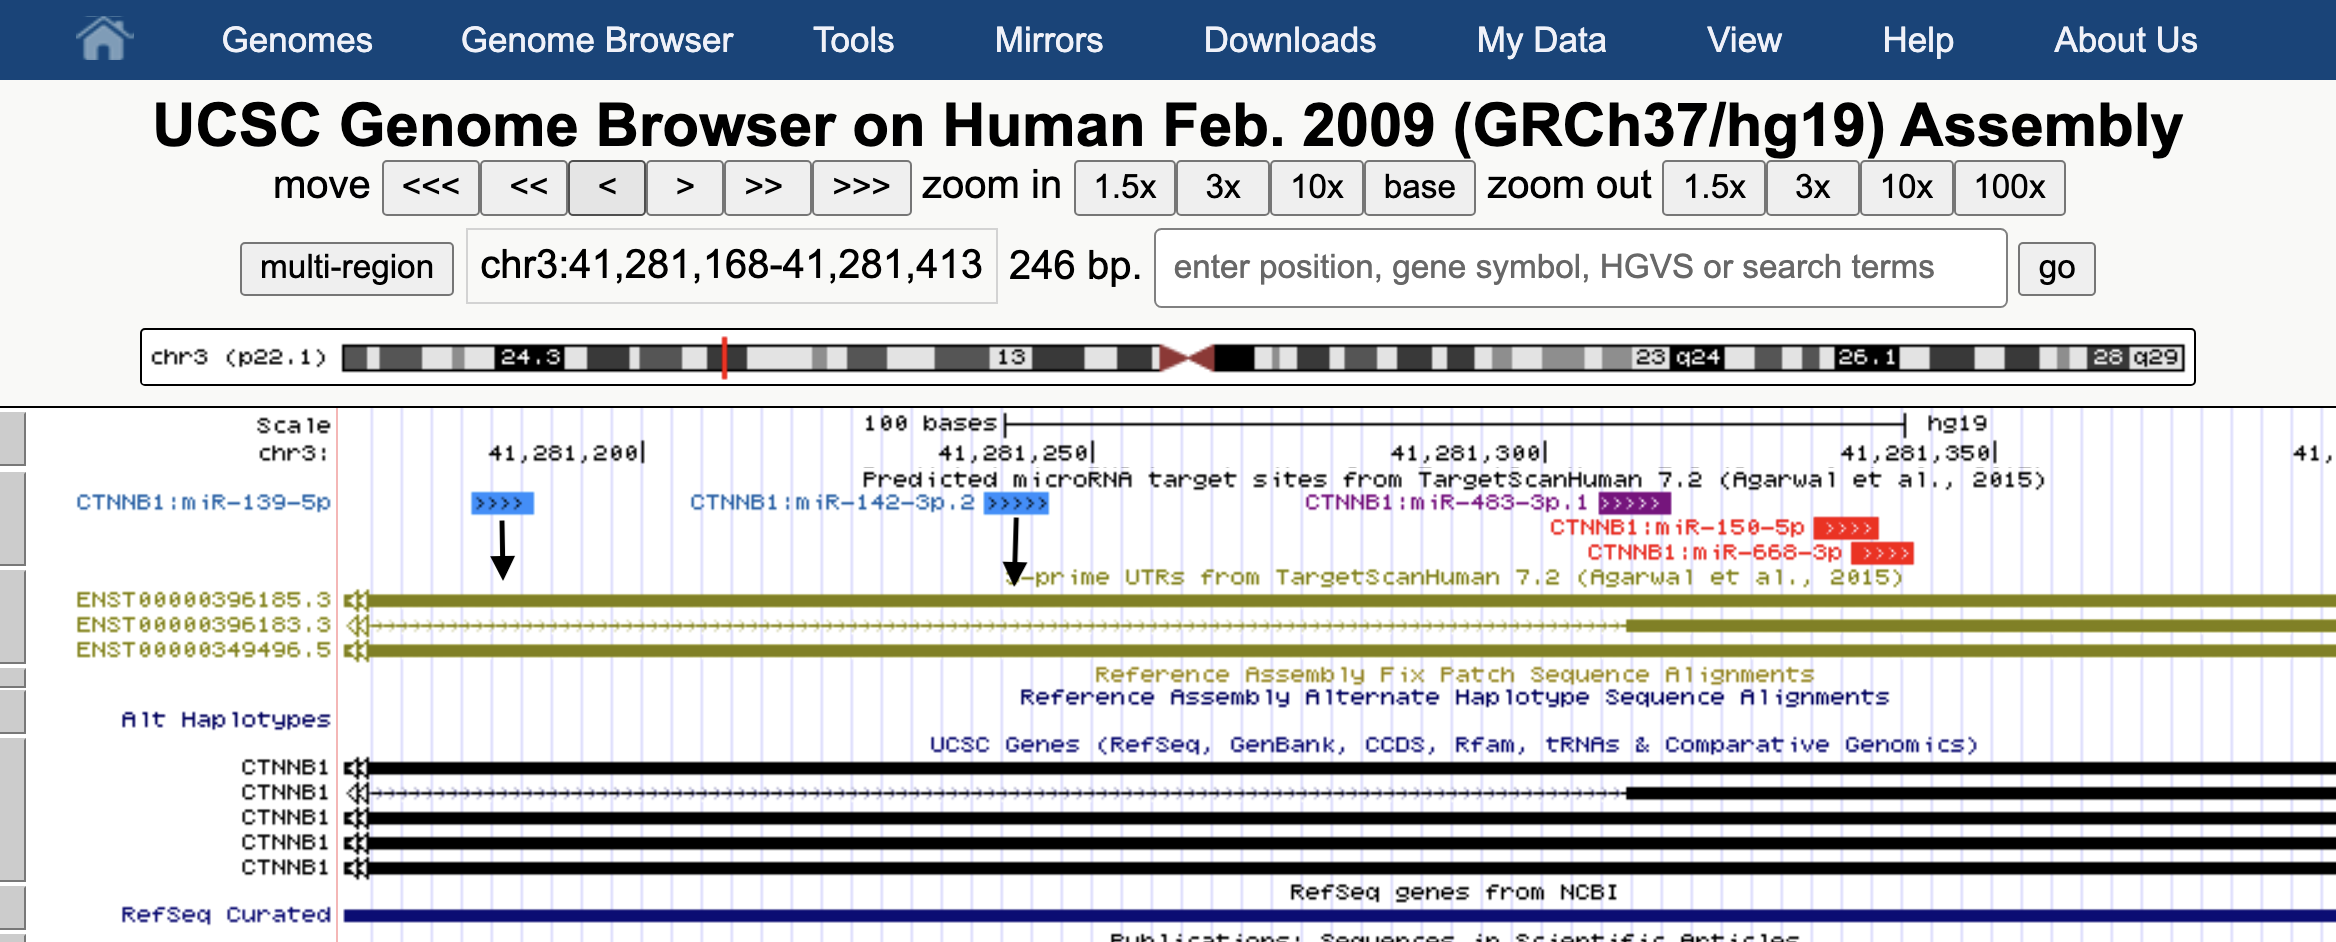 Genomes Genome Browser Tools Mirrors Downloads My Data View Help About Us
UCSC Genome Browser on Human Feb. 2009 (GRCh37/hg19) Assembly
move <<< << < > >> >>> zoom in 1.5x 3x 10x base zoom out 1.5x 3x 10x 100x
multi-region chr3:41,281,168-41,281,413 246 bp. enter position, gene symbol, HGVS or search terms go
chr3 (p22.1) 24.3 13 23 q24 26.1 28 q29
Scale 100 bases hg19
chr3: 41,281,200| 41,281,250| 41,281,300| 41,281,350| 41,
Predicted microRNA target sites from TargetScanHuman 7.2 (Agarwal et al., 2015)
CTNNB1:miR-139-5p CTNNB1:miR-142-3p.2 CTNNB1:miR-483-3p.1
CTNNB1:miR-150-5p
CTNNB1:miR-668-3p
-prime UTRs from TargetScanHuman 7.2 (Agarwal et al., 2015)
ENST00000396185.3
ENST00000396183.3
ENST00000349496.5
Reference Assembly Fix Patch Sequence Alignments
Reference Assembly Alternate Haplotype Sequence Alignments
Alt Haplotypes
UCSC Genes (RefSeq, GenBank, CCDS, Rfam, tRNAs & Comparative Genomics)
CTNNB1
CTNNB1
CTNNB1
CTNNB1
CTNNB1
RefSeq genes from NCBI
RefSeq Curated
Publications: Sequences in Scientific Articles